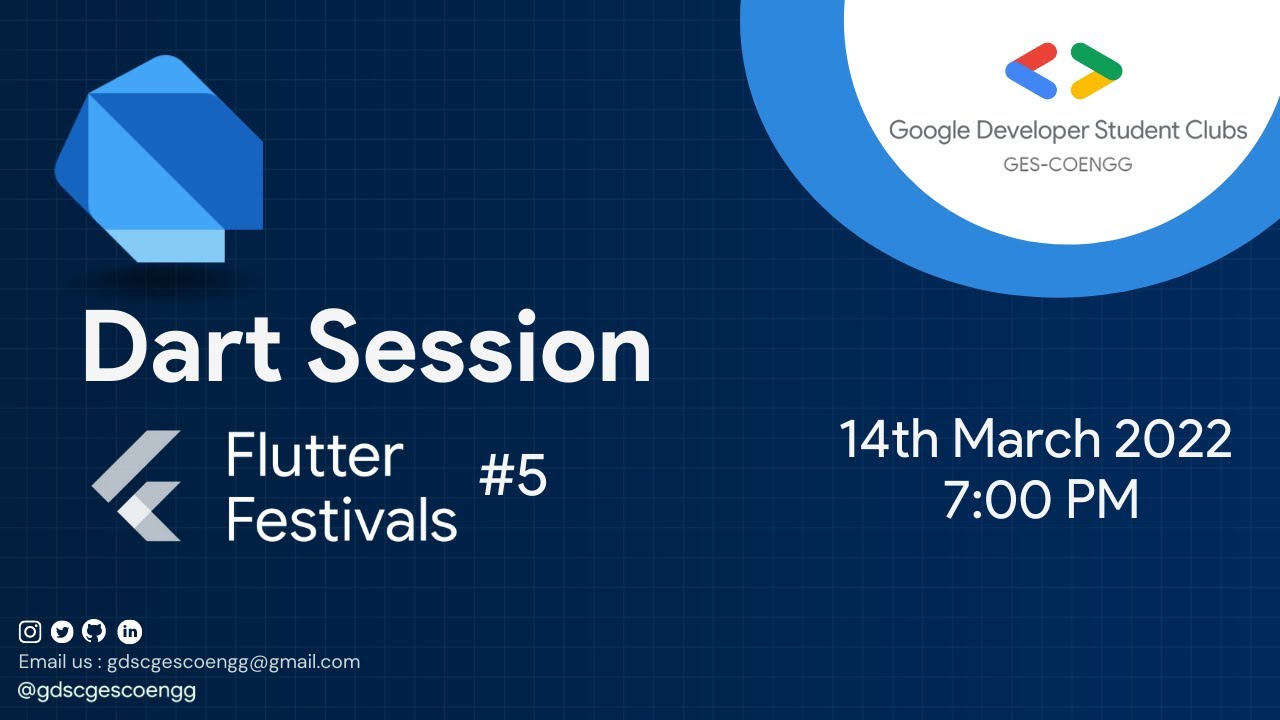 Google Developer Student Clubs
GES-COENGG
Dart Session
Flutter
Festivals
#5
14th March 2022
7:00 PM
in
Email us : gdscgescoengg@gmail.com
@gdscgescoengg